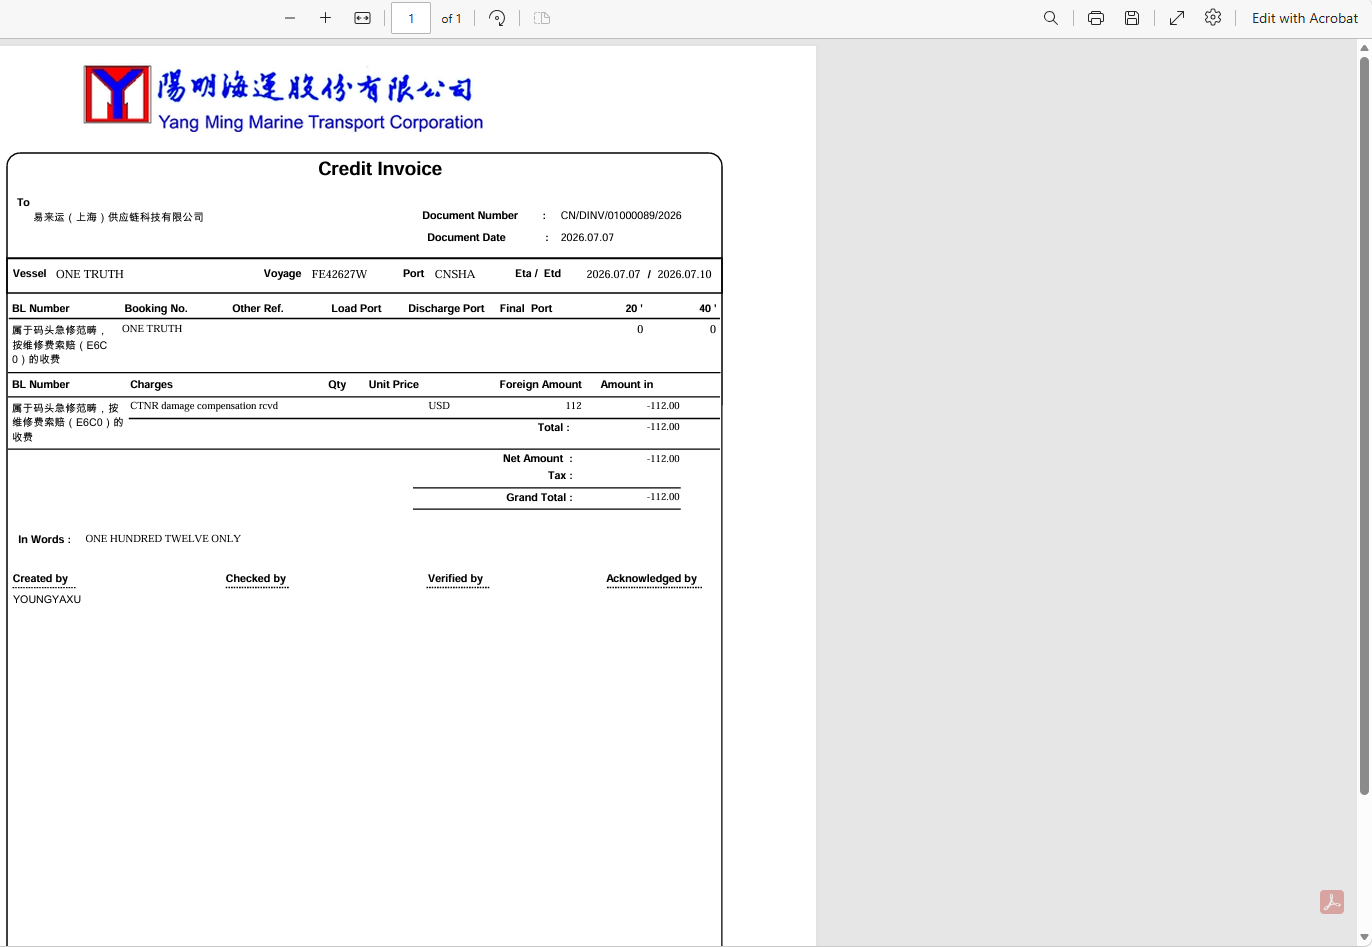 1 of 1 Edit with Acrobat
陽明海運股份有限公司
Yang Ming Marine Transport Corporation
Credit Invoice
To
易来运（上海）供应链科技有限公司
Document Number : CN/DINV/01000089/2026
Document Date : 2026.07.07
Vessel ONE TRUTH Voyage FE42627W Port CNSHA Eta / Etd 2026.07.07 / 2026.07.10
BL Number Booking No. Other Ref. Load Port Discharge Port Final Port 20 ' 40 '
属于码头急修范畴， ONE TRUTH 0 0
按维修费索赔（E6C
0）的收费
BL Number Charges Qty Unit Price Foreign Amount Amount in
属于码头急修范畴，按 CTNR damage compensation rcvd USD 112 -112.00
维修费索赔（E6C0）的 Total : -112.00
收费
Net Amount : -112.00
Tax :
Grand Total : -112.00
In Words : ONE HUNDRED TWELVE ONLY
Created by Checked by Verified by Acknowledged by
YOUNGYAXU